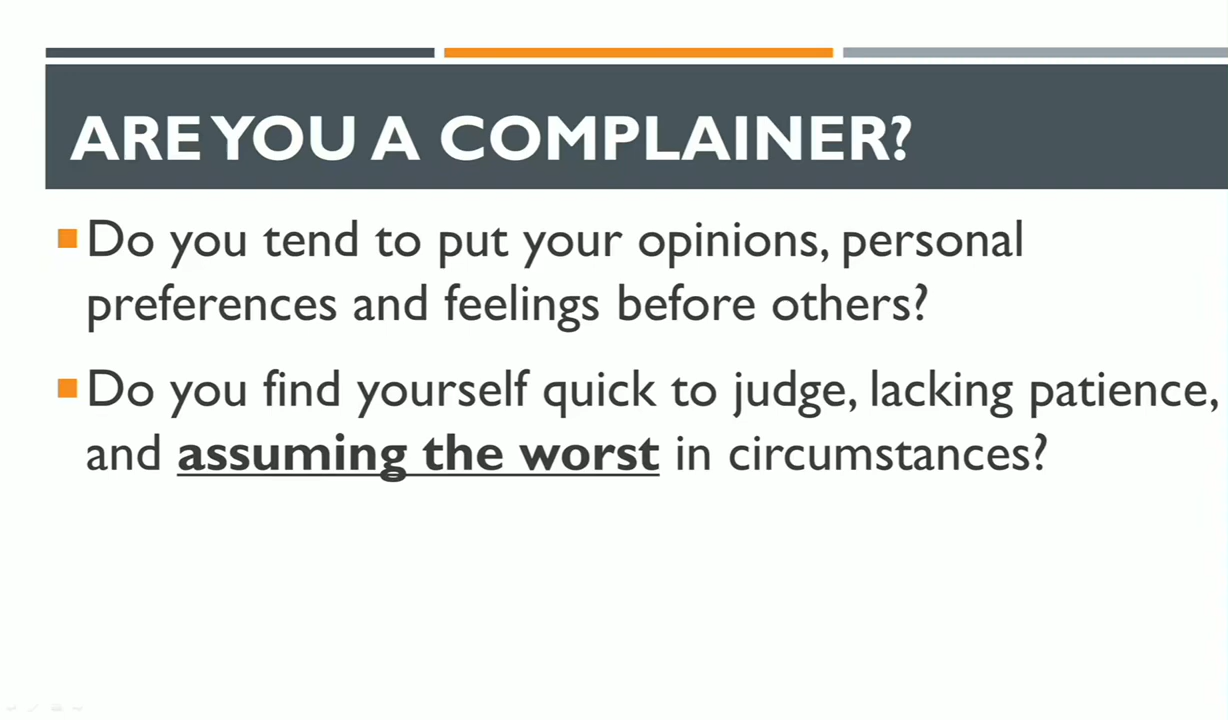 ARE YOU A COMPLAINER?
Do you tend to put your opinions, personal
preferences and feelings before others?
Do you find yourself quick to judge, lacking patience,
and assuming the worst in circumstances?